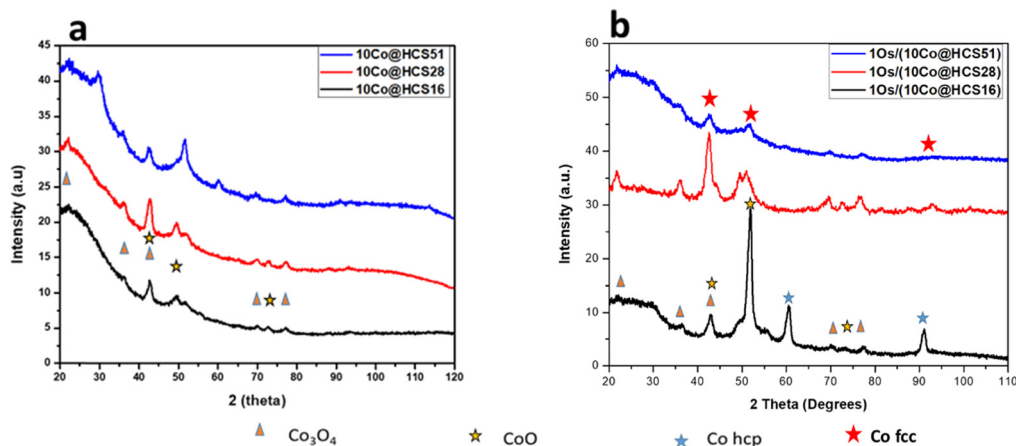 a
45
40
35
30
25
20
15
10
5
0
Intensity (a.u)
10Co@HCS51
10Co@HCS28
10Co@HCS16
20 30 40 50 60 70 80 90 100 110 120
2 (theta)
b
60
50
40
30
20
10
0
Intensity (a.u.)
1Os/(10Co@HCS51)
1Os/(10Co@HCS28)
1Os/(10Co@HCS16)
20 30 40 50 60 70 80 90 100 110
2 Theta (Degrees)
Co₃O₄ CoO Co hcp Co fcc